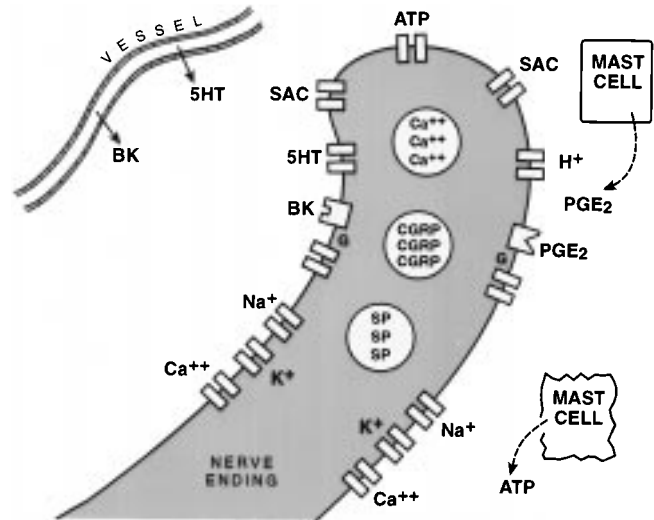 VESSEL
5HT
BK
ATP
SAC
SAC
MAST
CELL
5HT
H+
PGE2
BK
G
Ca++
Ca++
Ca++
CGRP
CGRP
CGRP
G
PGE2
SP
SP
SP
Na+
Ca++
K+
K+
Na+
Ca++
NERVE
ENDING
MAST
CELL
ATP